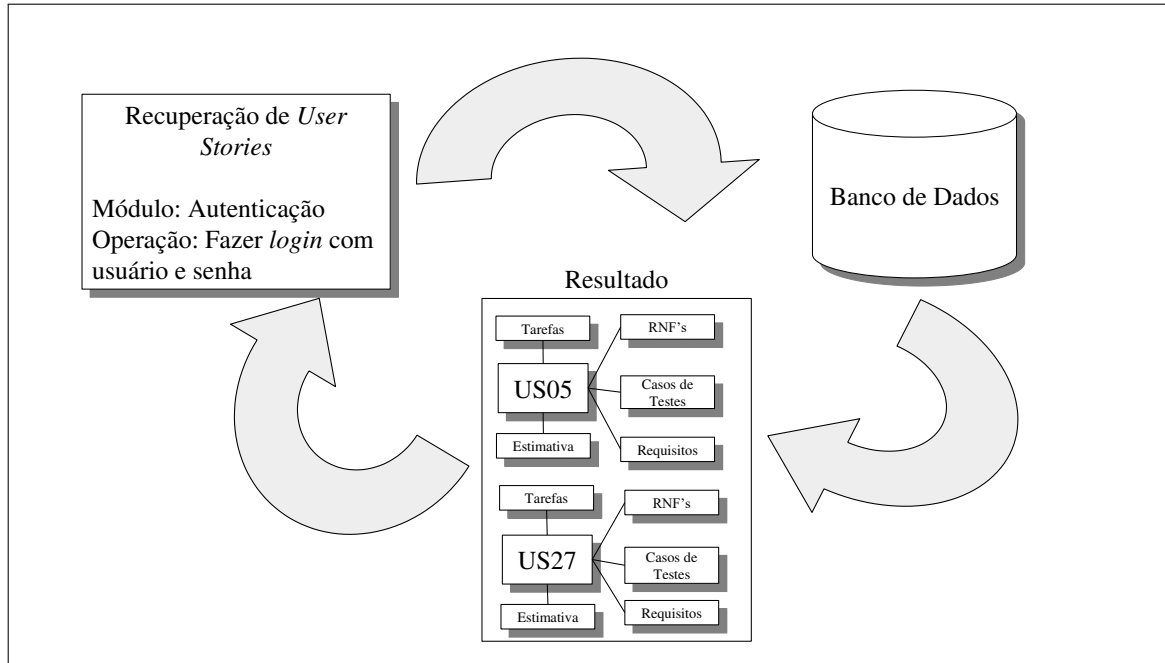 Recuperação de User
Stories
Módulo: Autenticação
Operação: Fazer login com
usuário e senha
Banco de Dados
Resultado
Tarefas
RNF's
US05
Casos de
Testes
Estimativa
Requisitos
Tarefas
RNF's
US27
Casos de
Testes
Estimativa
Requisitos